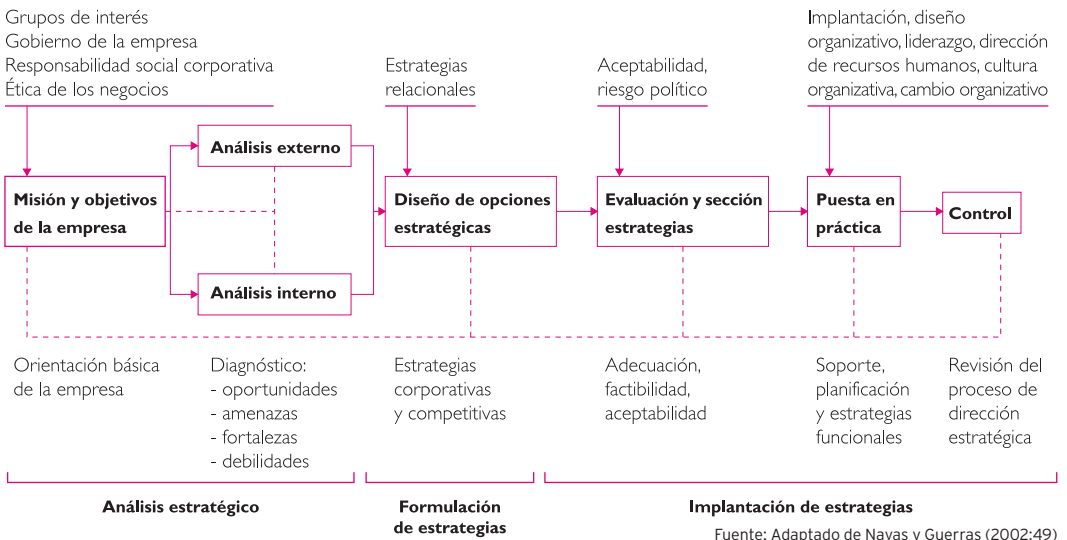 Grupos de interés
Gobierno de la empresa
Responsabilidad social corporativa
Ética de los negocios
Estrategias
relacionales
Aceptabilidad,
riesgo político
Implantación, diseño
organizativo, liderazgo, dirección
de recursos humanos, cultura
organizativa, cambio organizativo
Análisis externo
Misión y objetivos
de la empresa
Análisis interno
Diseño de opciones
estratégicas
Evaluación y sección
estrategias
Puesta en
práctica
Control
Orientación básica
de la empresa
Diagnóstico:
- oportunidades
- amenazas
- fortalezas
- debilidades
Estrategias
corporativas
y competitivas
Adecuación,
factibilidad,
aceptabilidad
Soporte,
planificación
y estrategias
funcionales
Revisión del
proceso de
dirección
estratégica
Análisis estratégico
Formulación
de estrategias
Implantación de estrategias
Fuente: Adaptado de Navas y Guerras (2002:49)